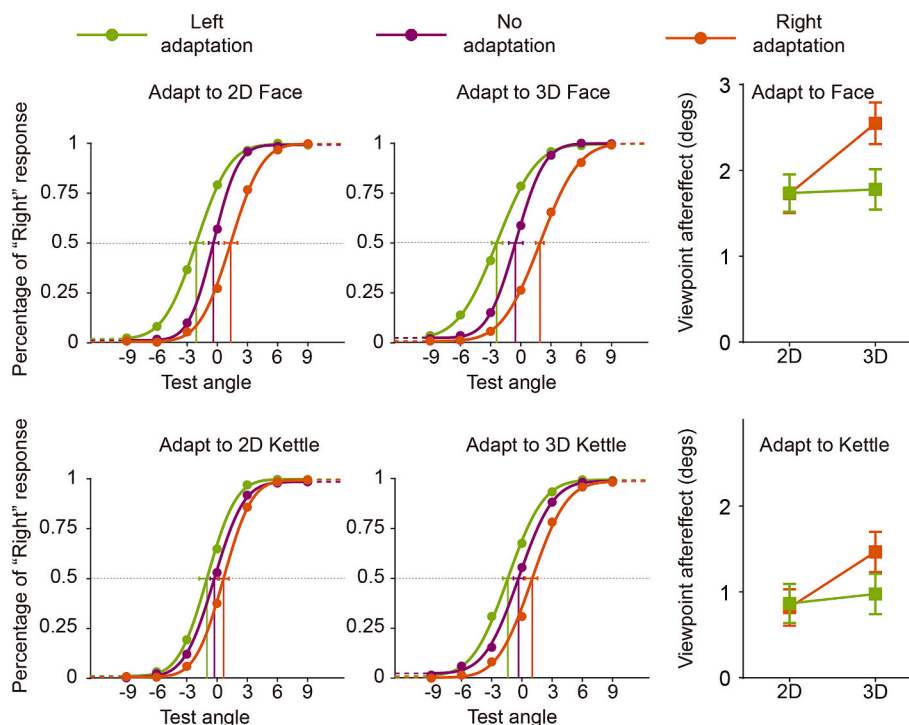 Left adaptation
No adaptation
Right adaptation
Adapt to 2D Face
Percentage of “Right” response
1
0.75
0.5
0.25
0
-9 -6 -3 0 3 6 9
Test angle
Adapt to 3D Face
1
0.75
0.5
0.25
0
-9 -6 -3 0 3 6 9
Test angle
Adapt to Face
Viewpoint aftereffect (degs)
3
2
1
0
2D 3D
Adapt to 2D Kettle
Percentage of “Right” response
1
0.75
0.5
0.25
0
-9 -6 -3 0 3 6 9
Test angle
Adapt to 3D Kettle
1
0.75
0.5
0.25
0
-9 -6 -3 0 3 6 9
Test angle
Adapt to Kettle
Viewpoint aftereffect (degs)
2
1
0
2D 3D